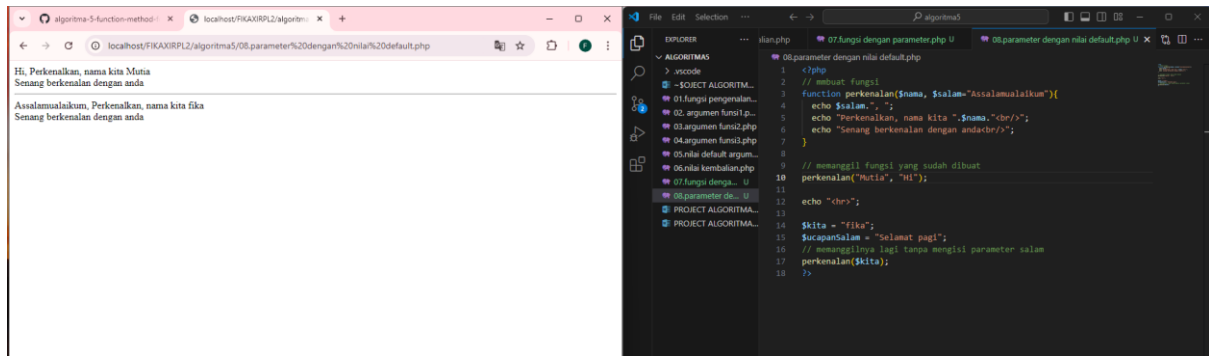 algoritma-5-function-method-
localhost/FIKAXIRPL2/algoritm
localhost/FIKAXIRPL2/algoritma5/08.parameter%20dengan%20nilai%20default.php
F
Hi, Perkenalkan, nama kita Mutia
Senang berkenalan dengan anda
Assalamualaikum, Perkenalkan, nama kita fika
Senang berkenalan dengan anda
File Edit Selection ...
algoritma5
EXPLORER ...
ALGORITMA5
> .vscode
~$OJECT ALGORITM...
01.fungsi pengenalan...
02. argumen funsi1.p...
03.argumen funsi2.php
04.argumen funsi3.php
05.nilai default argum...
06.nilai kembalian.php
07.fungsi denga... U
08.parameter de... U
PROJECT ALGORITMA...
PROJECT ALGORITMA...
alian.php
07.fungsi dengan parameter.php U
08.parameter dengan nilai default.php U
08.parameter dengan nilai default.php
1 <?php
2 // mmbuat fungsi
3 function perkenalan($nama, $salam="Assalamualaikum"){
4 echo $salam.", ";
5 echo "Perkenalkan, nama kita ".$nama."<br/>";
6 echo "Senang berkenalan dengan anda<br/>";
7 }
8
9 // memanggil fungsi yang sudah dibuat
10 perkenalan("Mutia", "Hi");
11
12 echo "<hr>";
13
14 $kita = "fika";
15 $ucapanSalam = "Selamat pagi";
16 // memanggilnya lagi tanpa mengisi parameter salam
17 perkenalan($kita);
18 ?>